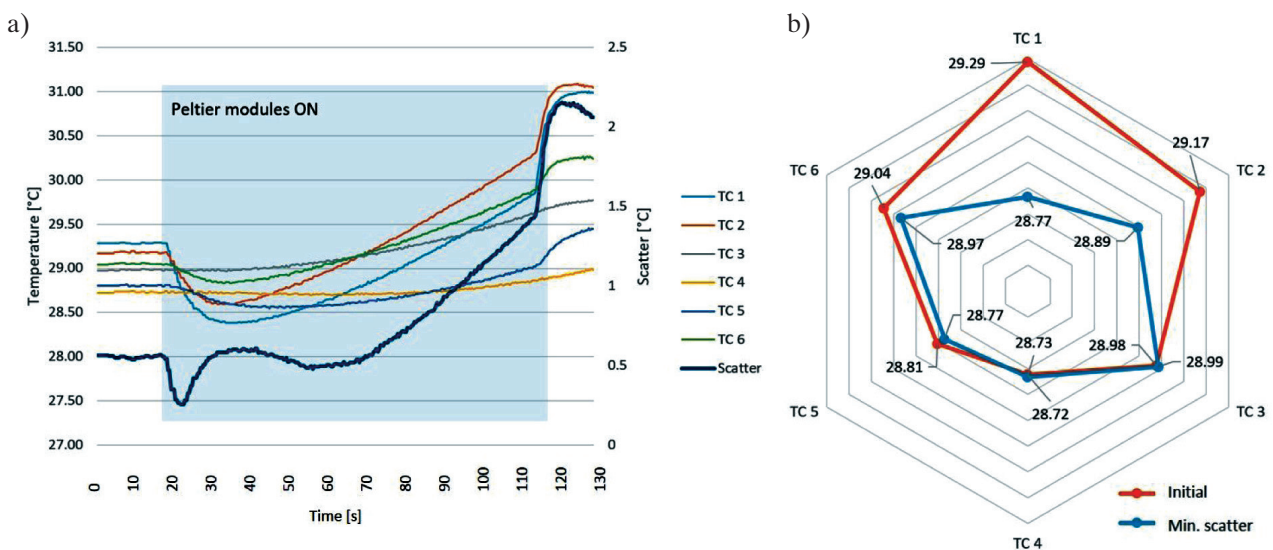 a)
Temperature [°C]
31.50
31.00
30.50
30.00
29.50
29.00
28.50
28.00
27.50
27.00
Peltier modules ON
2.5
2
1.5
1
0.5
0
Scatter [°C]
0
10
20
30
40
50
60
70
80
90
100
110
120
130
Time [s]
TC 1
TC 2
TC 3
TC 4
TC 5
TC 6
Scatter
b)
TC 1
29.29
29.17
TC 6
TC 2
29.04
28.77
28.89
28.97
28.77
28.73
28.98
28.99
28.81
28.72
TC 5
TC 3
TC 4
Initial
Min. scatter